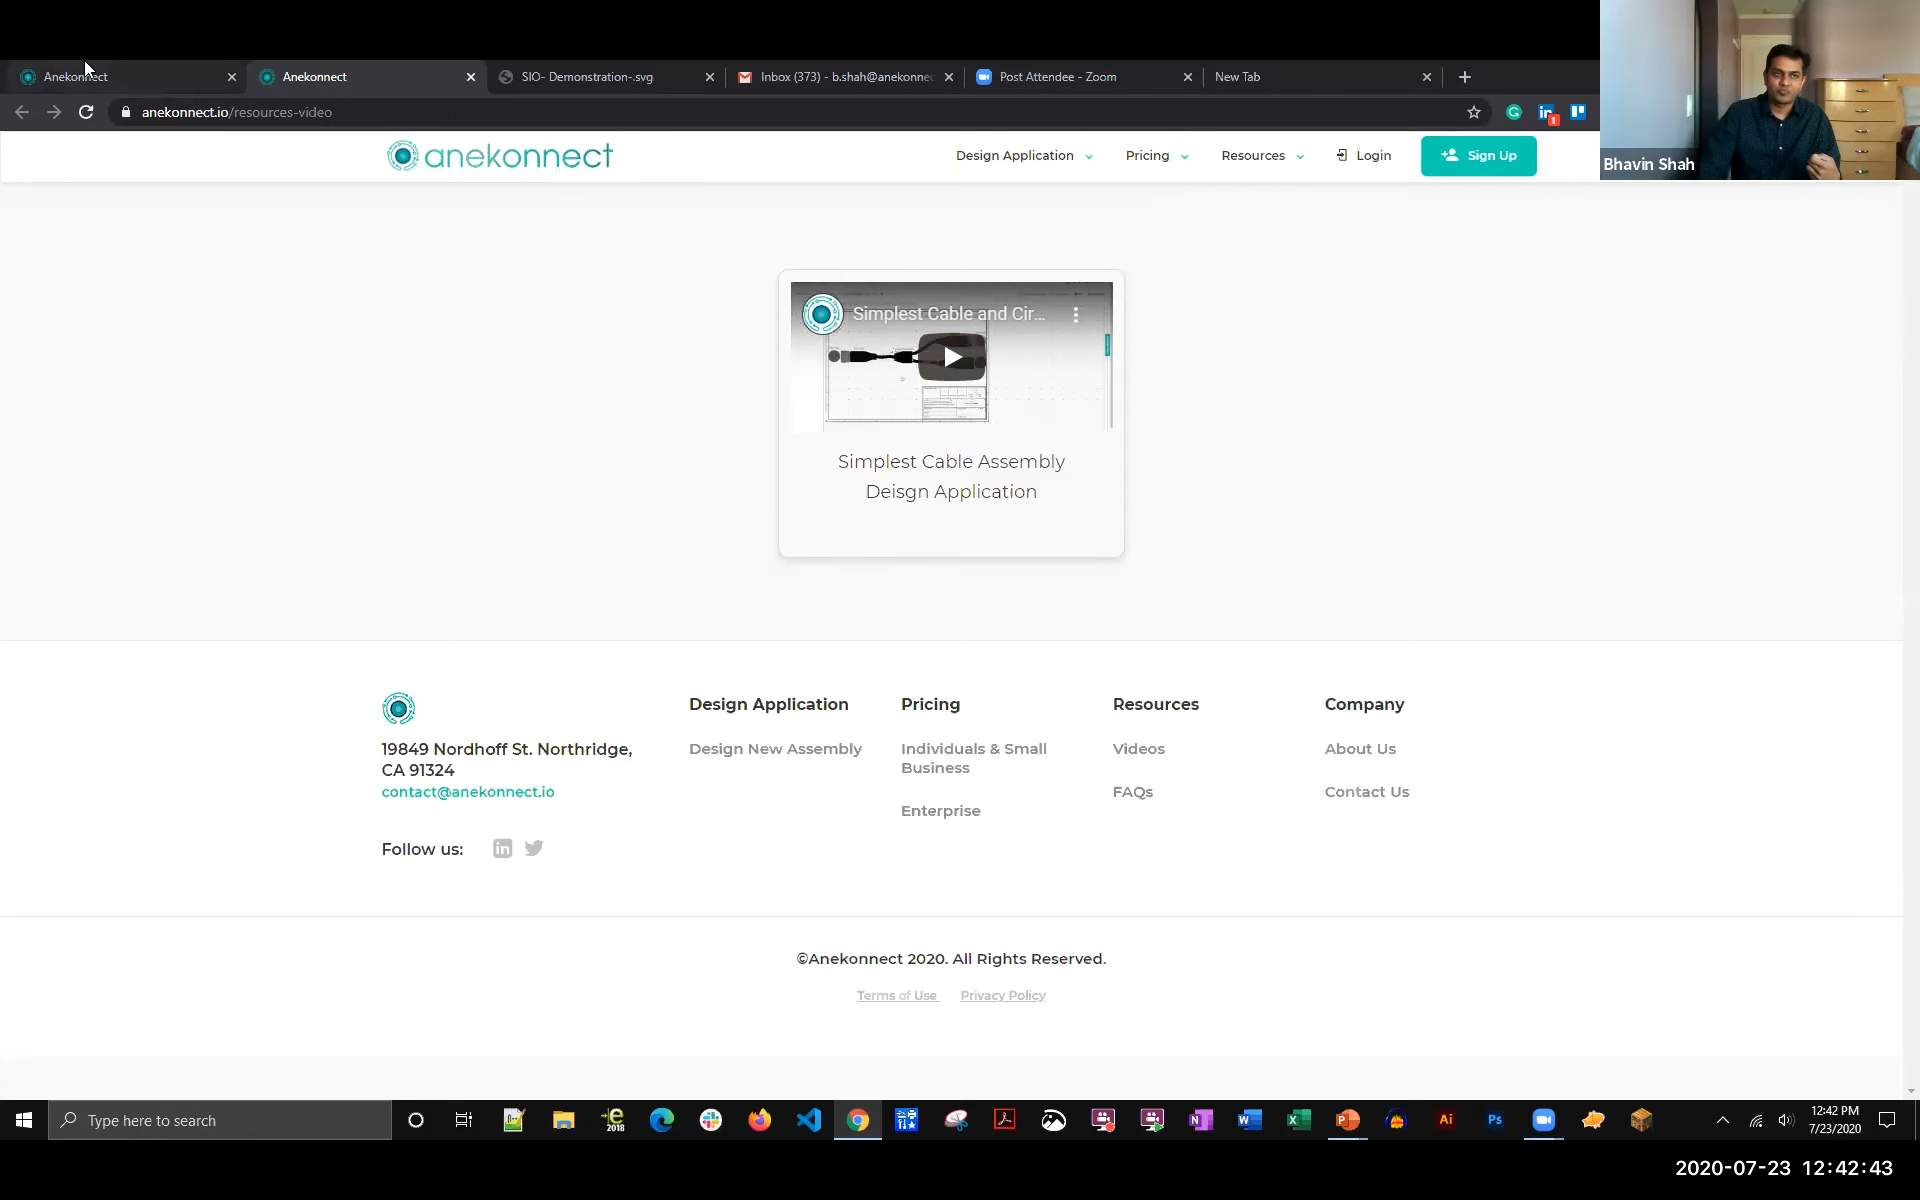 Anekonnect
Anekonnect
SIO- Demonstration-.svg
Inbox (373) - b.shah@anekonnec
Post Attendee - Zoom
New Tab
anekonnect.io/resources-video
anekonnect
Design Application
Pricing
Resources
Login
Sign Up
Bhavin Shah
Simplest Cable and Cir...
Simplest Cable Assembly
Deisgn Application
19849 Nordhoff St. Northridge,
CA 91324
contact@anekonnect.io
Follow us:
Design Application
Design New Assembly
Pricing
Individuals & Small
Business
Enterprise
Resources
Videos
FAQs
Company
About Us
Contact Us
©Anekonnect 2020. All Rights Reserved.
Terms of Use
Privacy Policy
Type here to search
2018
Ai
Ps
12:42 PM
7/23/2020
2020-07-23 12:42:43